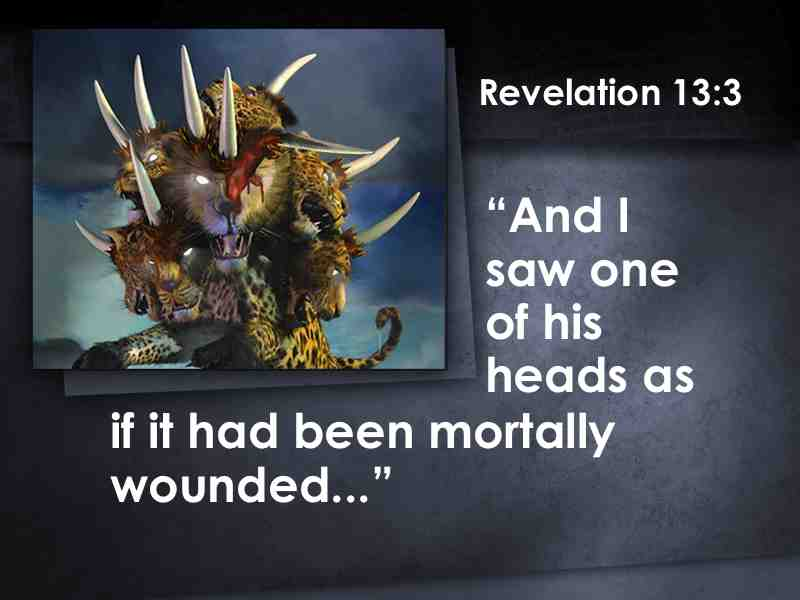 Revelation 13:3
“And I
saw one
of his
heads as
if it had been mortally
wounded...”